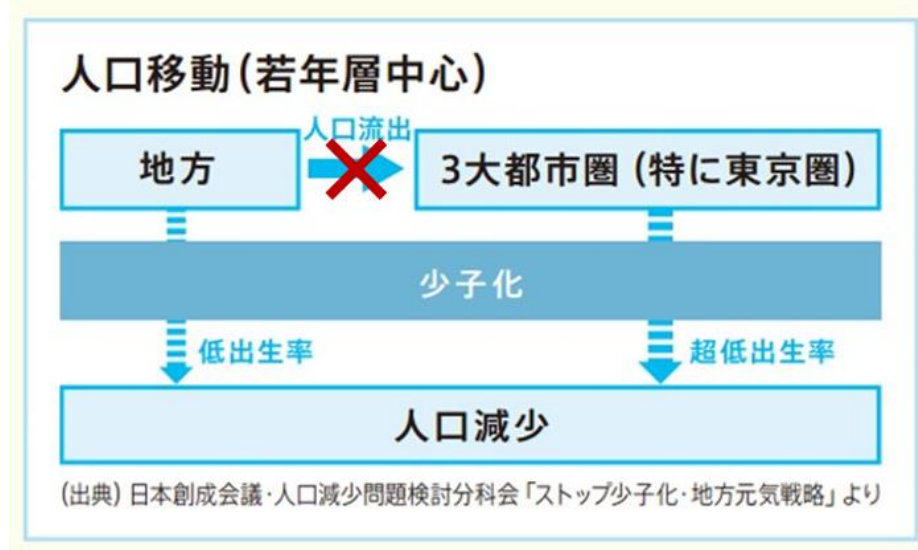 人口移動(若年層中心)
人口流出
地方
3大都市圏(特に東京圏)
少子化
低出生率
超低出生率
人口減少
(出典)日本創成会議·人口減少問題検討分科会「ストップ少子化·地方元気戦略」より